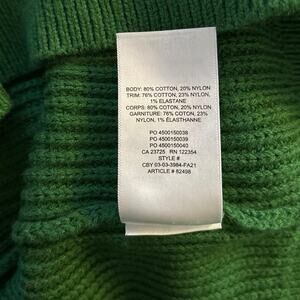 BODY: 80% COTTON, 20% NYLON
TRIM: 76% COTTON, 23% NYLON,
1% ELASTANE
CORPS: 80% COTON, 20% NYLON
GARNITURE: 76% COTON, 23%
NYLON, 1% ÉLASTHANNE
PO 4500150038
PO 4500150039
PO 4500150040
CA 23725 RN 122354
STYLE #
CBY 03-03-3984-FA21
ARTICLE # 82498